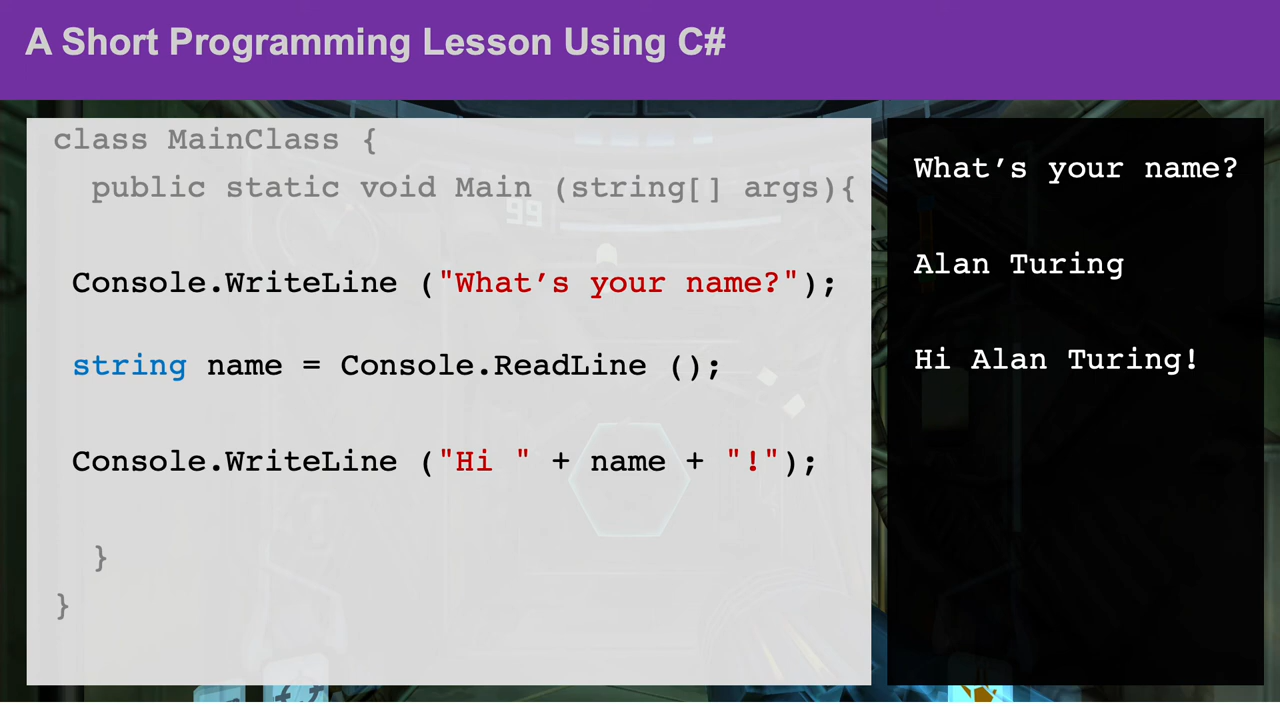 A Short Programming Lesson Using C#
class MainClass {
public static void Main (string[] args){
99
Console.WriteLine ("What’s your name?");
string name = Console.ReadLine ();
Console.WriteLine ("Hi " + name + "!");
}
}
What’s your name?
Alan Turing
Hi Alan Turing!